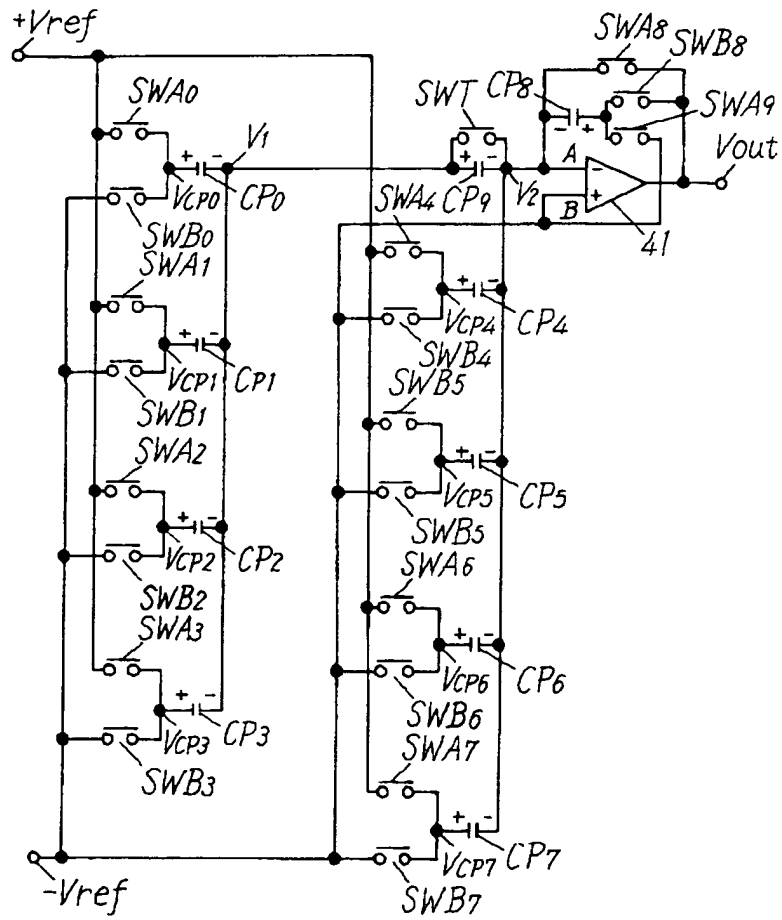 +Vref
SWA8
SWB8
SWA0
SWT
CP8
SWA9
- +
V1
+ -
Vout
+ -
A
-
VCP0
CP0
CP9
V2
B
+
SWB0
SWA4
41
SWA1
+ -
VCP4
CP4
+ -
SWB4
VCP1
CP1
SWB5
SWB1
+ -
SWA2
VCP5
CP5
+ -
SWB5
VCP2
CP2
SWA6
SWB2
+ -
SWA3
VCP6
CP6
+ -
SWB6
VCP3
CP3
SWA7
SWB3
+ -
VCP7
CP7
-Vref
SWB7